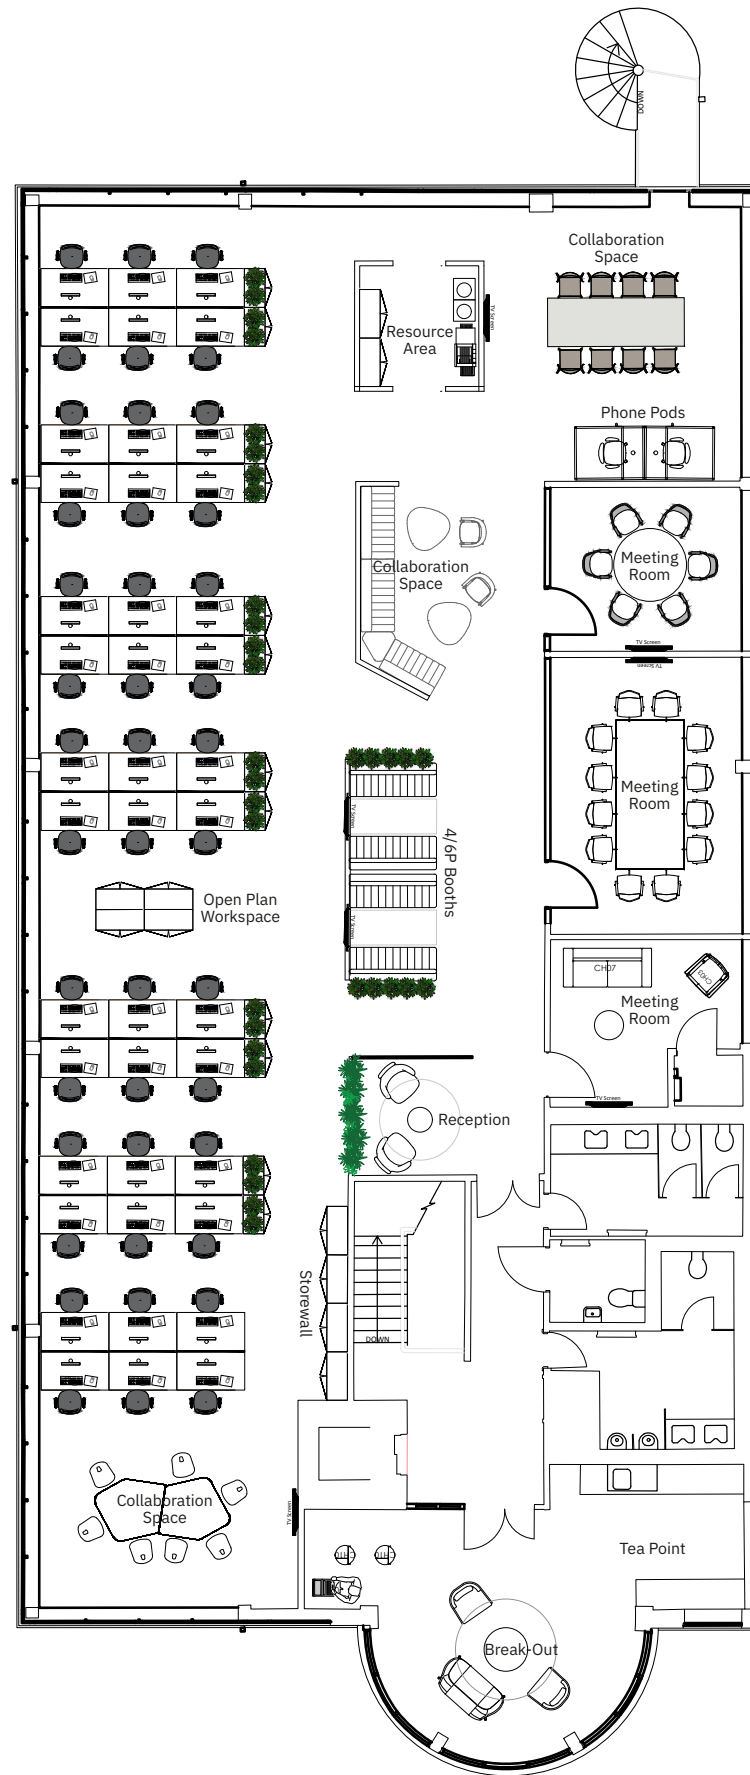 DOWN
Collaboration
Space
TV Screen
Resource
Area
Phone Pods
Meeting
Room
Collaboration
Space
TV Screen
TV Screen
Meeting
Room
TV Screen
4/6P Booths
TV Screen
Open Plan
Workspace
CH07
CH03
Meeting
Room
TV Screen
Reception
Storewall
DOWN
Collaboration
Space
TV Screen
Tea Point
Break-Out